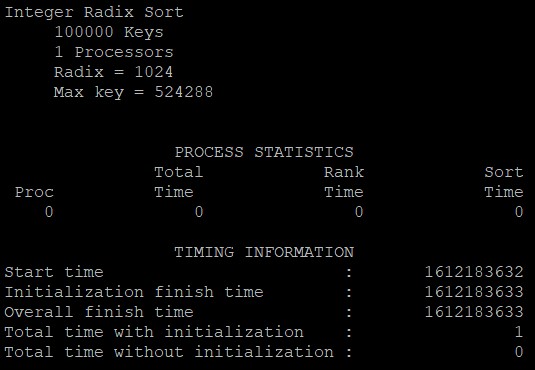 Integer Radix Sort
     100000 Keys
     1 Processors
     Radix = 1024
     Max key = 524288
                 PROCESS STATISTICS
               Total            Rank            Sort
 Proc          Time             Time            Time
    0              0               0               0
                 TIMING INFORMATION
Start time                        :       1612183632
Initialization finish time        :       1612183633
Overall finish time               :       1612183633
Total time with initialization    :                1
Total time without initialization :                0